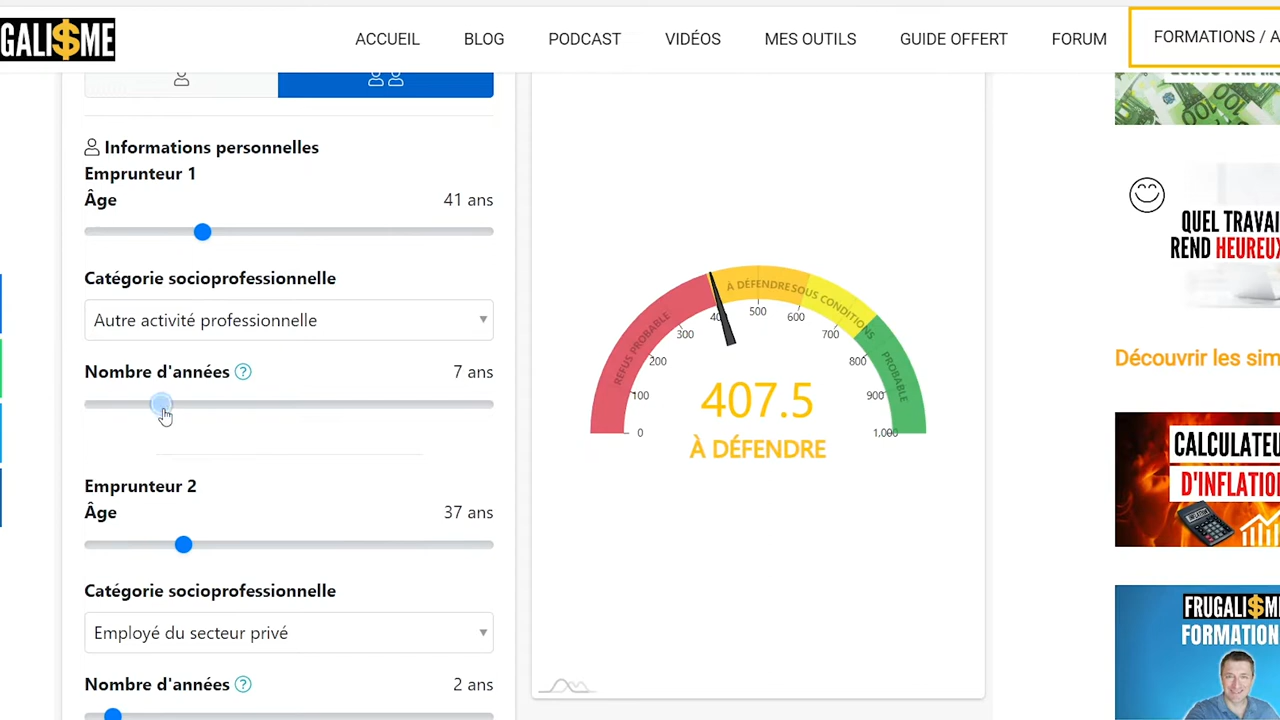 GALI$ME
ACCUEIL
BLOG
PODCAST
VIDÉOS
MES OUTILS
GUIDE OFFERT
FORUM
FORMATIONS / A
Informations personnelles
Emprunteur 1
Âge
41 ans
Catégorie socioprofessionnelle
Autre activité professionnelle
Nombre d'années ?
7 ans
Emprunteur 2
Âge
37 ans
Catégorie socioprofessionnelle
Employé du secteur privé
Nombre d'années ?
2 ans
REFUS PROBABLE
À DÉFENDRE
SOUS CONDITIONS
PROBABLE
0
100
200
300
400
500
600
700
800
900
1,000
407.5
À DÉFENDRE
100
QUEL TRAVAI
REND HEUREUX
Découvrir les sim
CALCULATEU
D'INFLATIO
FRUGALI$M
FORMATION